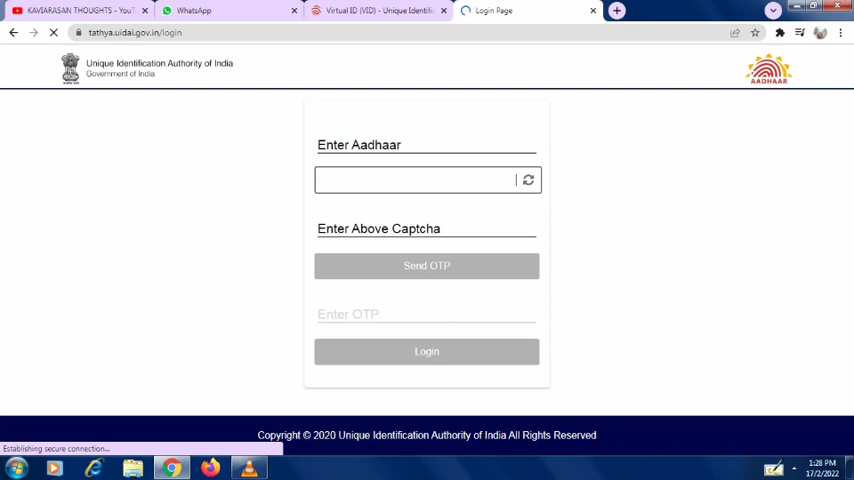 KAVIARASAN THOUGHTS - YouT
WhatsApp
Virtual ID (VID) - Unique Identific
Login Page
tathya.uidai.gov.in/login
Unique Identification Authority of India
Government of India
AADHAAR
Enter Aadhaar
Enter Above Captcha
Send OTP
Enter OTP
Login
Copyright © 2020 Unique Identification Authority of India All Rights Reserved
Establishing secure connection...
1:28 PM
17/2/2022